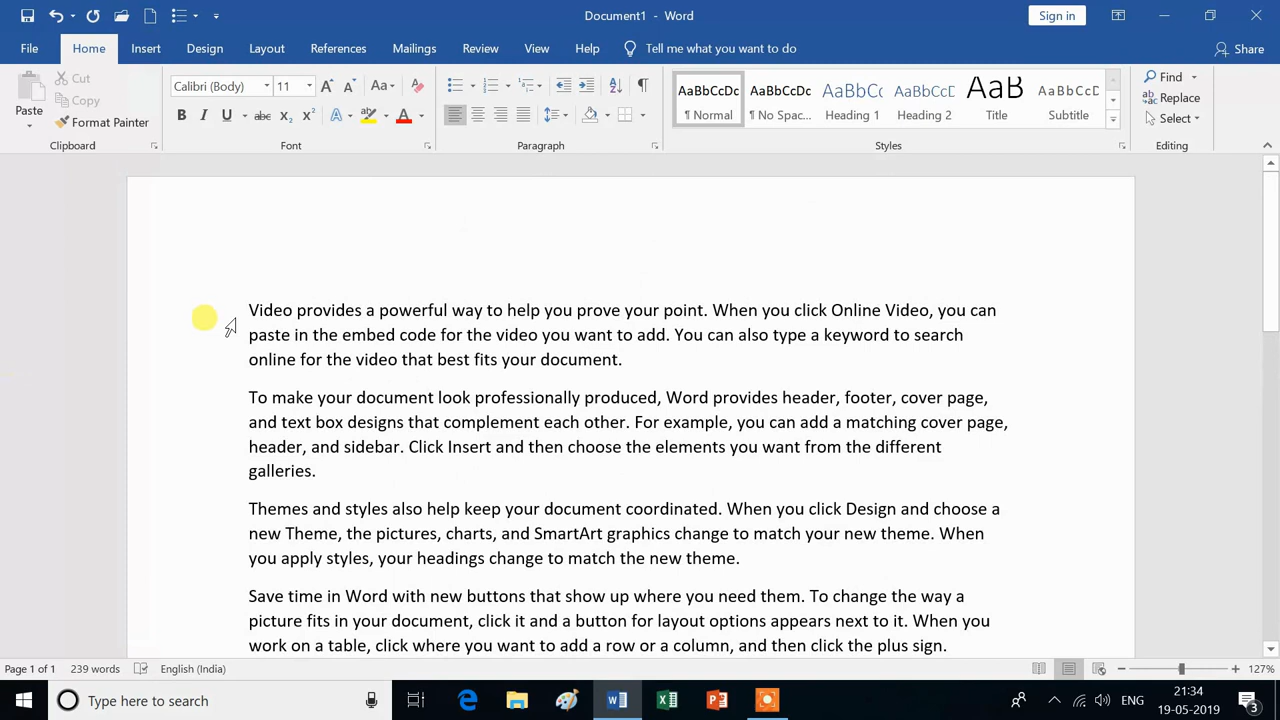 Document1 - Word
Sign in
File Home Insert Design Layout References Mailings Review View Help Tell me what you want to do Share
Paste
Cut
Copy
Format Painter
Clipboard
Calibri (Body) 11
Font
Paragraph
AaBbCcDc AaBbCcDc AaBbCc AaBbCcD AaB AaBbCcD
¶ Normal ¶ No Spac... Heading 1 Heading 2 Title Subtitle
Styles
Find
Replace
Select
Editing
Video provides a powerful way to help you prove your point. When you click Online Video, you can
paste in the embed code for the video you want to add. You can also type a keyword to search
online for the video that best fits your document.
To make your document look professionally produced, Word provides header, footer, cover page,
and text box designs that complement each other. For example, you can add a matching cover page,
header, and sidebar. Click Insert and then choose the elements you want from the different
galleries.
Themes and styles also help keep your document coordinated. When you click Design and choose a
new Theme, the pictures, charts, and SmartArt graphics change to match your new theme. When
you apply styles, your headings change to match the new theme.
Save time in Word with new buttons that show up where you need them. To change the way a
picture fits in your document, click it and a button for layout options appears next to it. When you
work on a table, click where you want to add a row or a column, and then click the plus sign.
Page 1 of 1 239 words English (India) 127%
Type here to search
ENG
21:34
19-05-2019
3